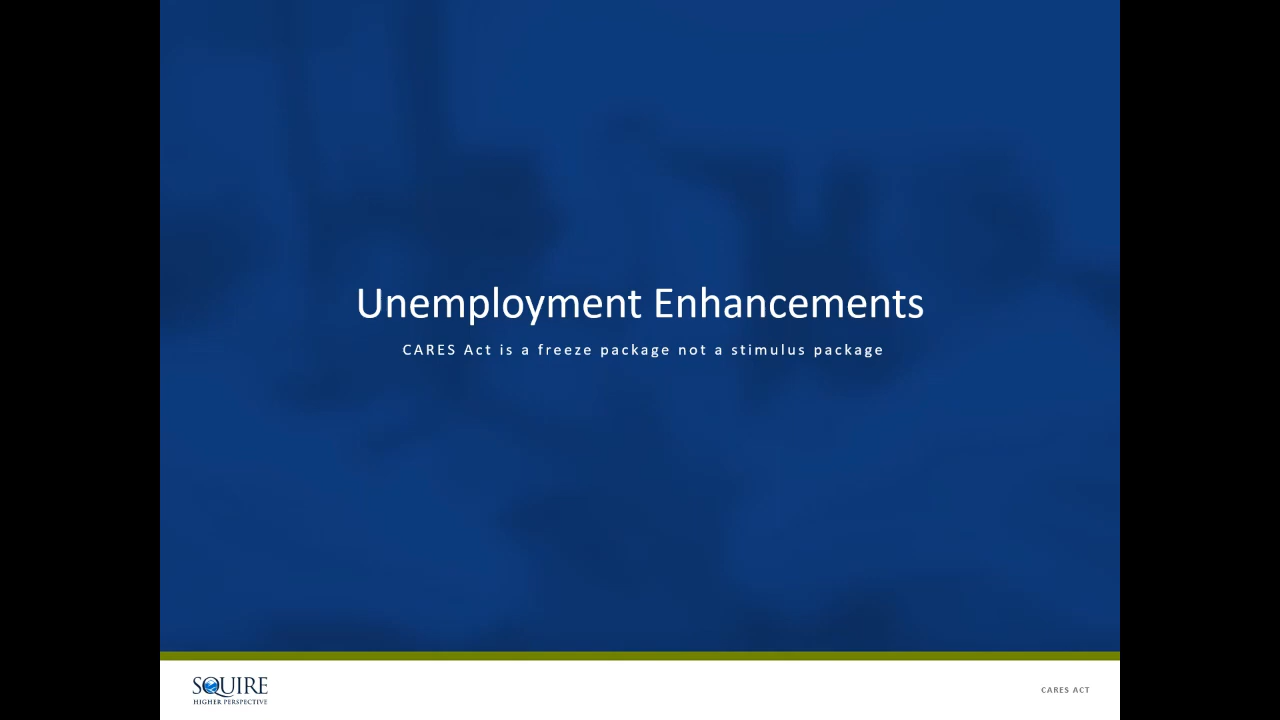 Unemployment Enhancements
CARES Act is a freeze package not a stimulus package
SQUIRE
HIGHER PERSPECTIVE
CARES ACT